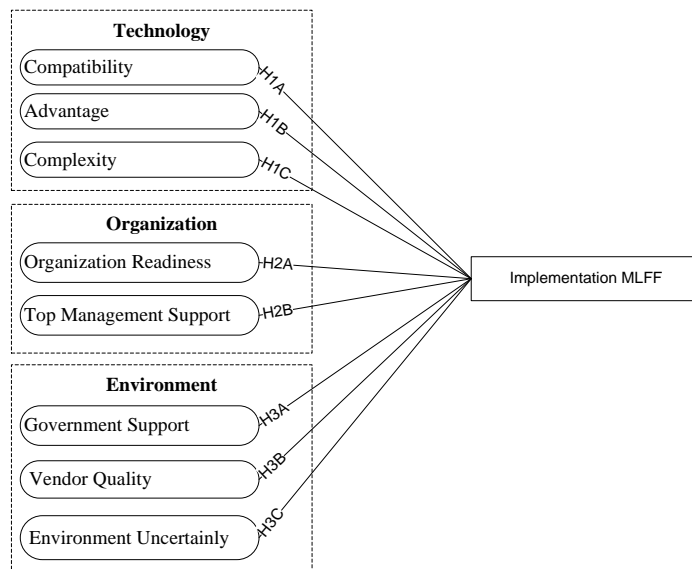 Technology
Compatibility
H1A
Advantage
H1B
Complexity
H1C
Organization
Organization Readiness
H2A
Top Management Support
H2B
Implementation MLFF
Environment
Government Support
H3A
Vendor Quality
H3B
Environment Uncertainly
H3C